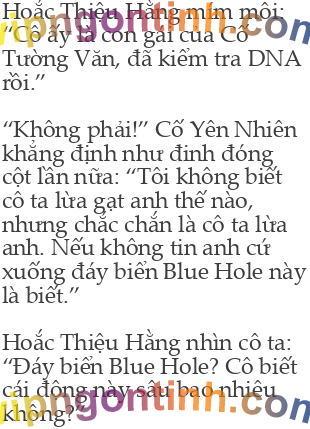 Hoắc Thiệu Hằng mím môi:
“Cô ấy là con gái của Cố
Tường Văn, đã kiểm tra DNA
rồi.”
“Không phải!” Cố Yên Nhiên
khẳng định như đinh đóng
cột lần nữa: “Tôi không biết
cô ta lừa gạt anh thế nào,
nhưng chắc chắn là cô ta lừa
anh. Nếu không tin anh cứ
xuống đáy biển Blue Hole này
là biết.”
Hoắc Thiệu Hằng nhìn cô ta:
“Đáy biển Blue Hole? Cô biết
cái động này sâu bao nhiêu
không?”
vipngontinh.com
vipngontinh.com